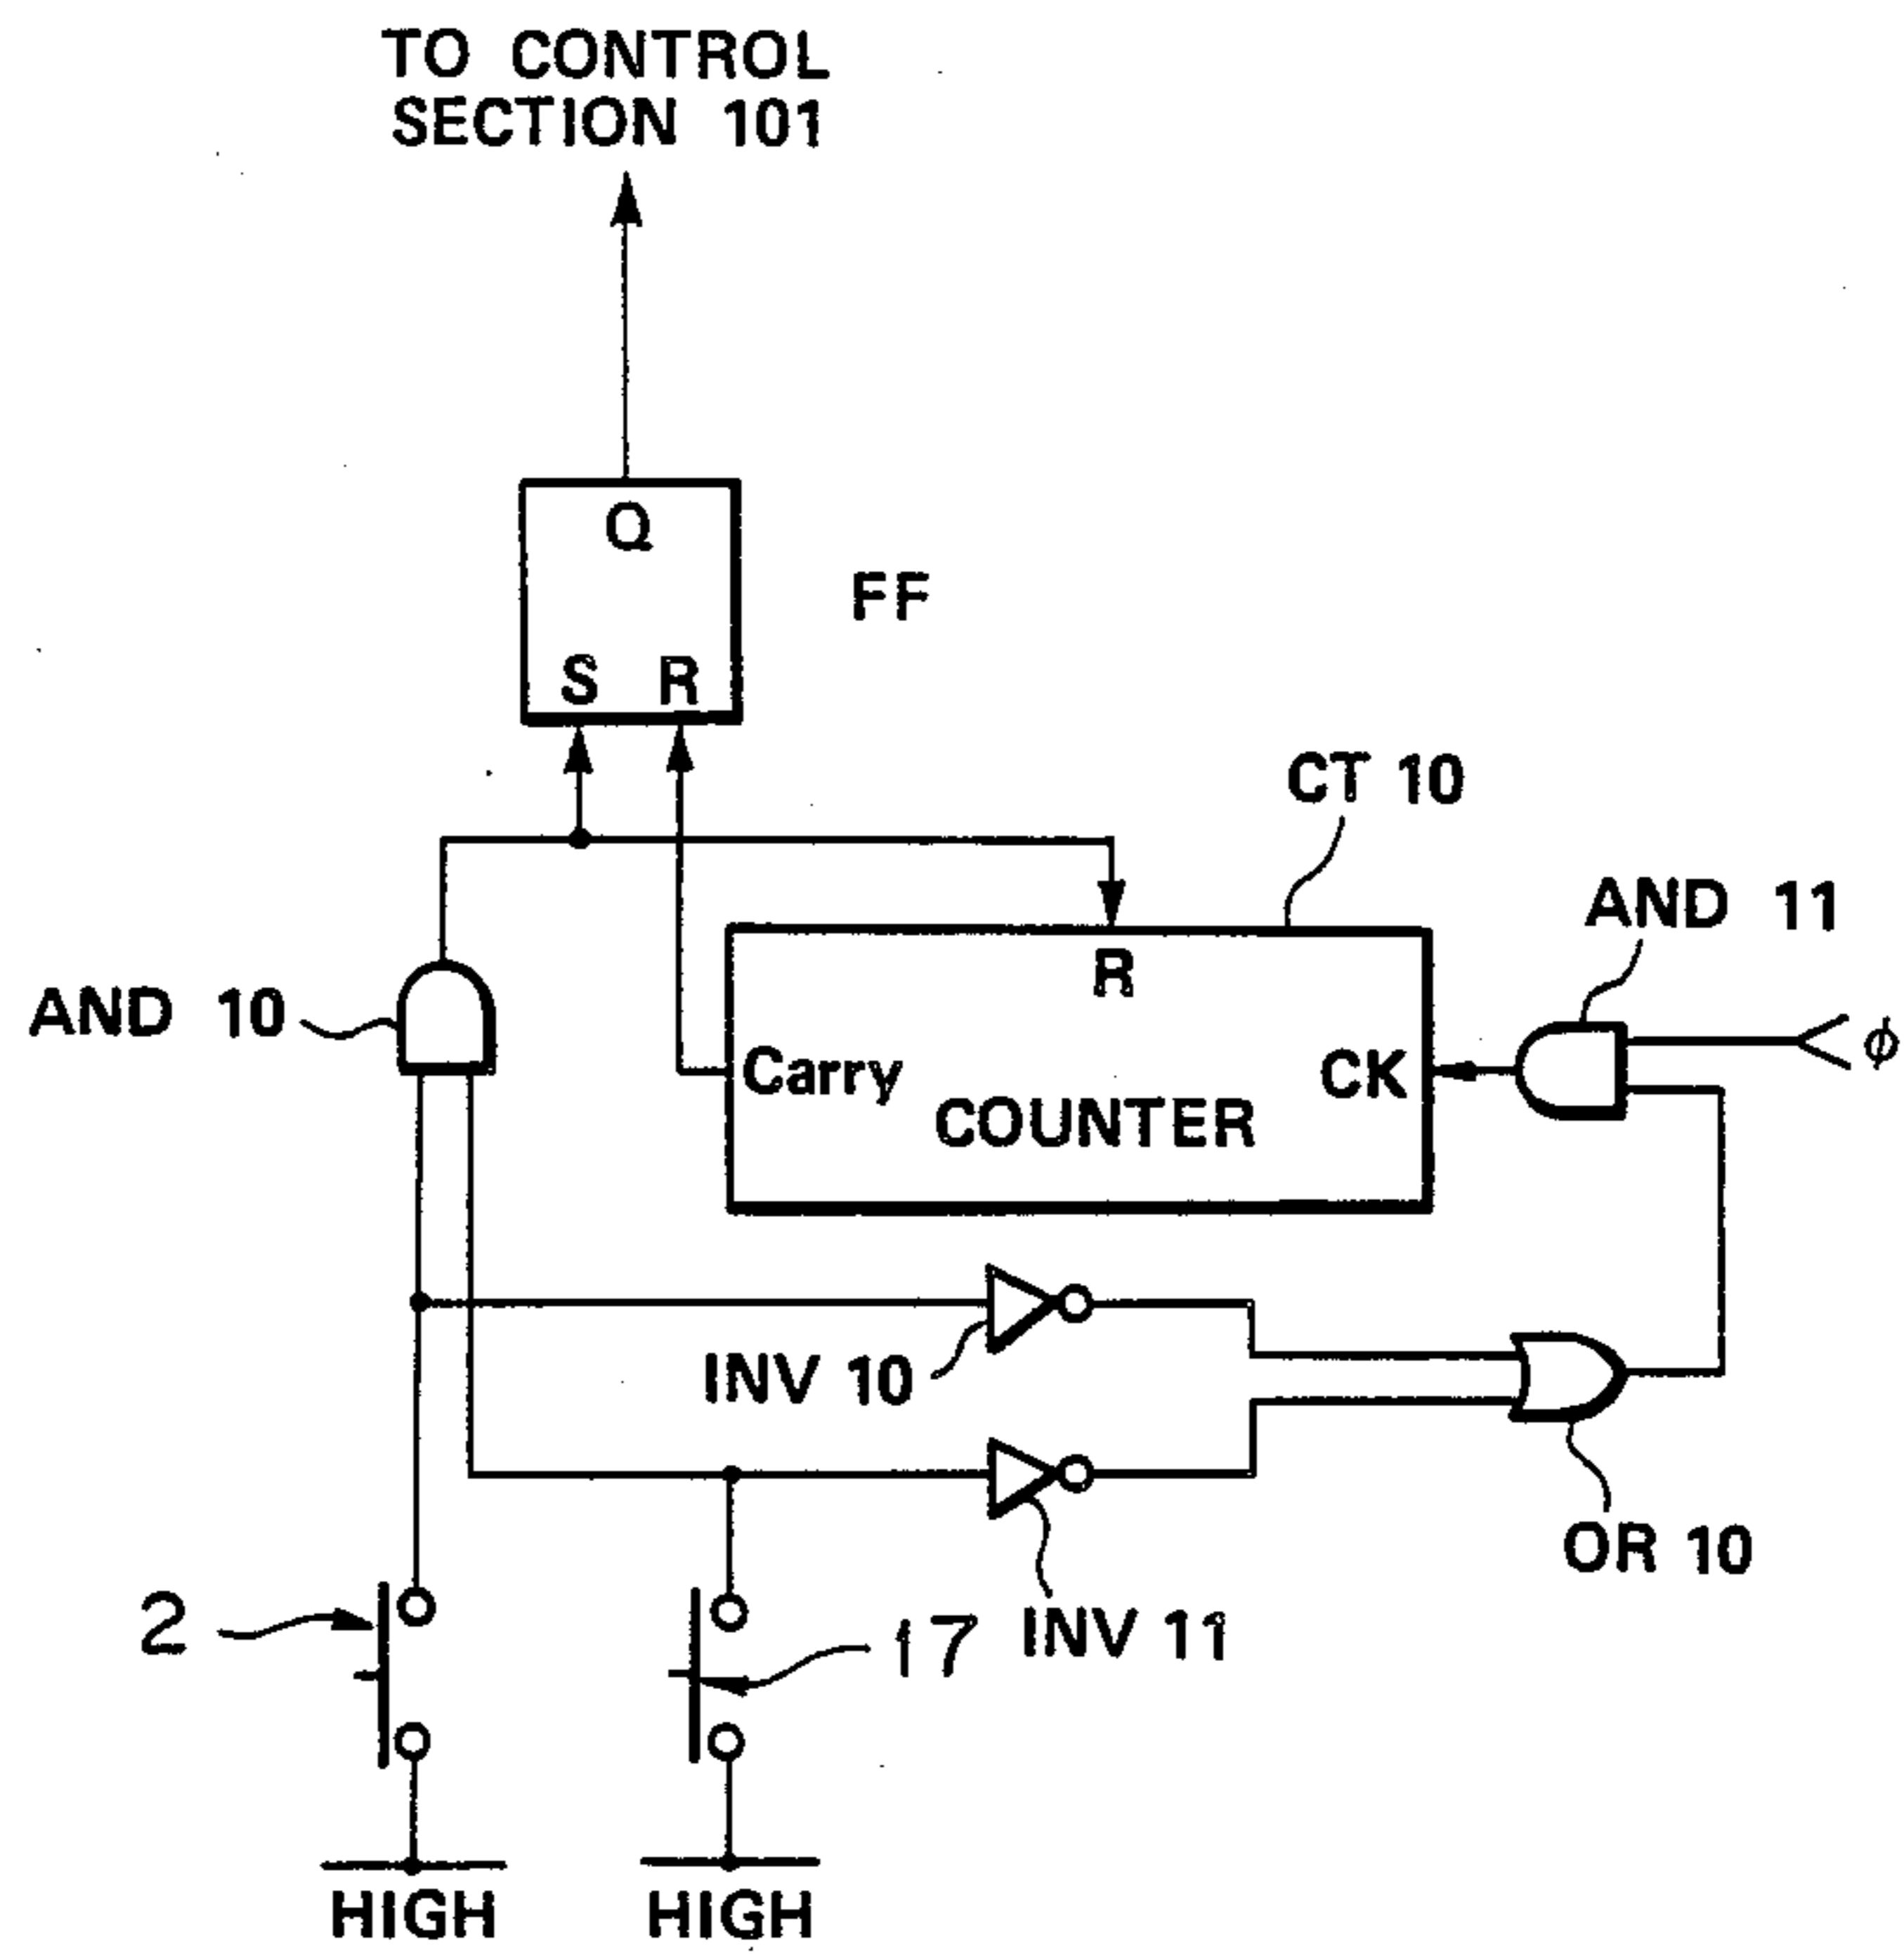 TO CONTROL
SECTION 101
Q
FF
S R
CT 10
AND 11
R
AND 10
ϕ
Carry
CK
COUNTER
INV 10
OR 10
2
17
INV 11
HIGH
HIGH